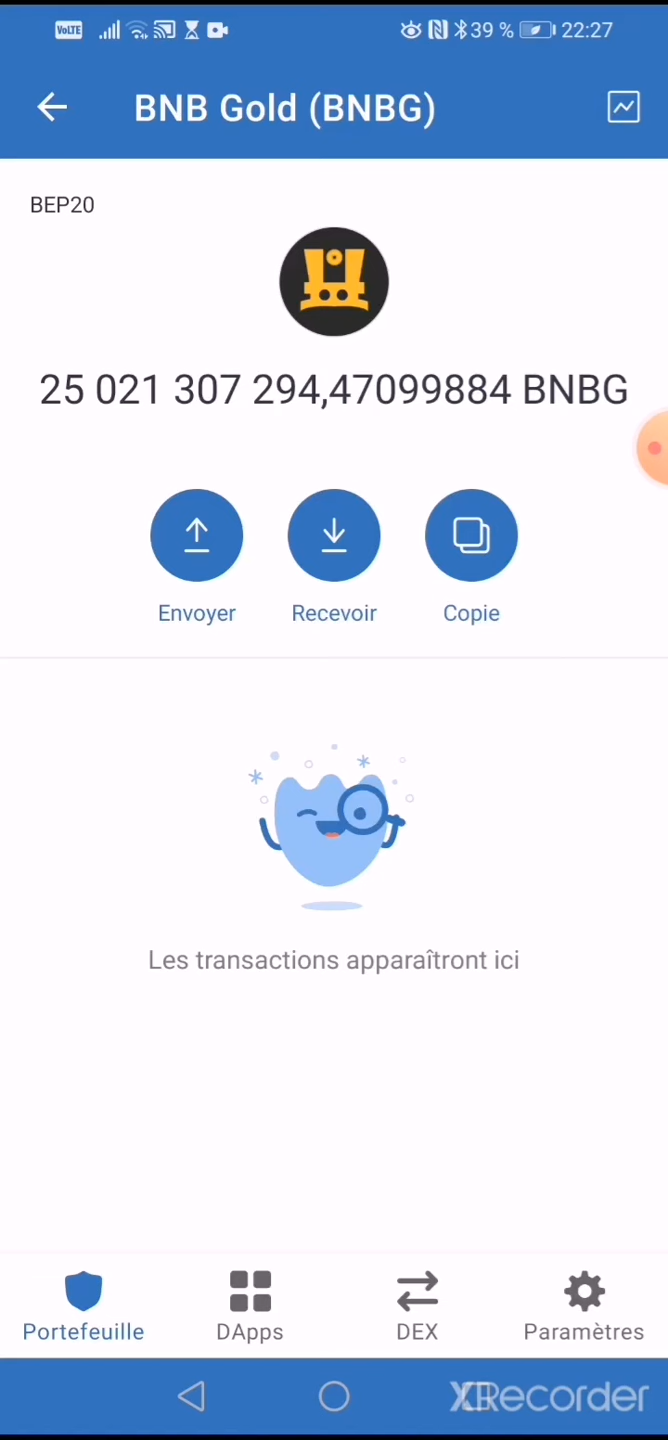 VoLTE 39 % 22:27
BNB Gold (BNBG)
BEP20
25 021 307 294,47099884 BNBG
Envoyer Recevoir Copie
Les transactions apparaîtront ici
Portefeuille DApps DEX Paramètres
XRecorder